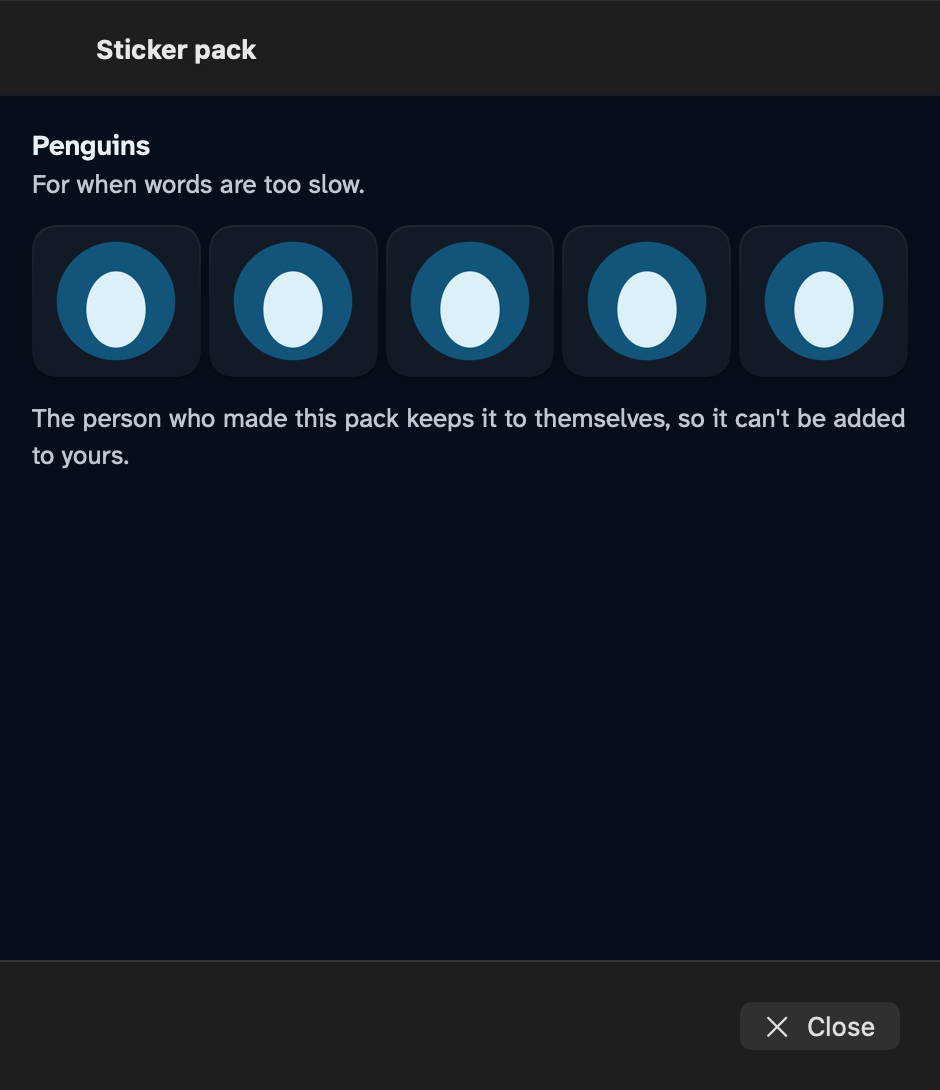 Sticker pack
Penguins
For when words are too slow.
The person who made this pack keeps it to themselves, so it can't be added
to yours.
Close